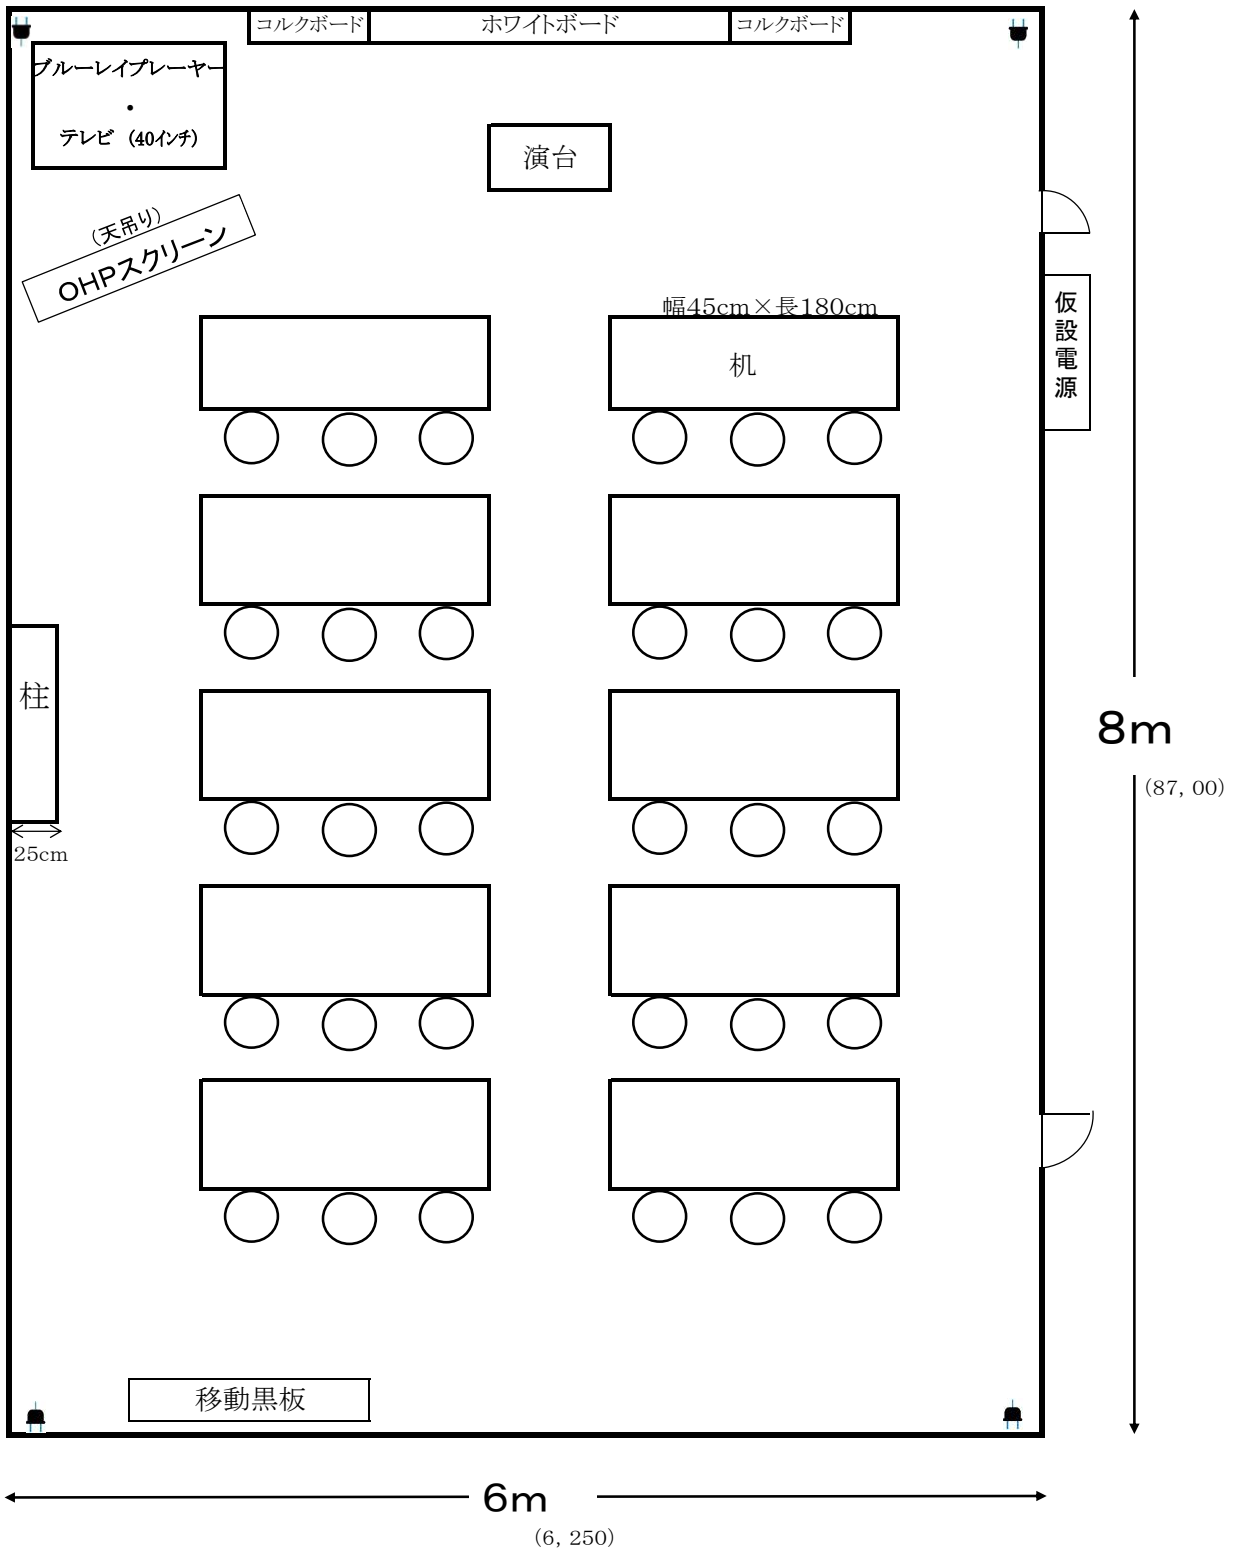 コルクボード
ホワイトボード
コルクボード
ブルーレイプレーヤー
・
テレビ (40インチ)
演台
(天吊り)
OHPスクリーン
幅45cm×長180cm
机
仮設電源
柱
25cm
8m
(87, 00)
移動黒板
6m
(6, 250)